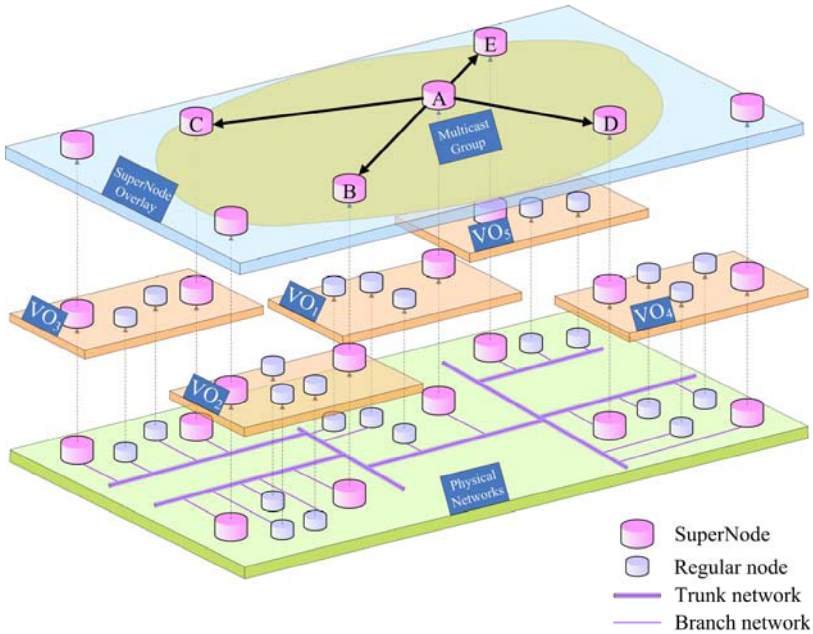 E
A
C
D
Multicast
Group
B
SuperNode
Overlay
VO5
VO3
VO1
VO4
VO2
Physical
Networks
SuperNode
Regular node
Trunk network
Branch network